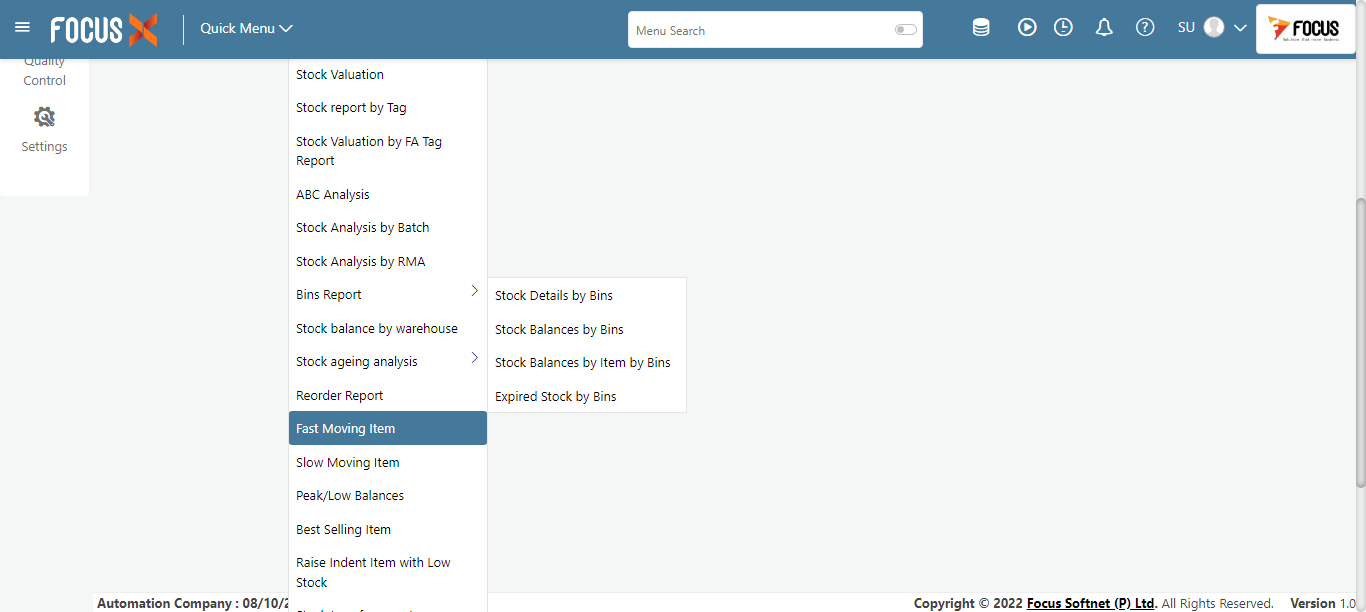 FOCUS X
Quick Menu
Menu Search
SU
FOCUS
Quality
Control
Settings
Stock Valuation
Stock report by Tag
Stock Valuation by FA Tag
Report
ABC Analysis
Stock Analysis by Batch
Stock Analysis by RMA
Bins Report
Stock balance by warehouse
Stock ageing analysis
Reorder Report
Fast Moving Item
Slow Moving Item
Peak/Low Balances
Best Selling Item
Raise Indent Item with Low
Stock
Stock Details by Bins
Stock Balances by Bins
Stock Balances by Item by Bins
Expired Stock by Bins
Automation Company : 08/10/2
Copyright © 2022 Focus Softnet (P) Ltd. All Rights Reserved. Version 1.0